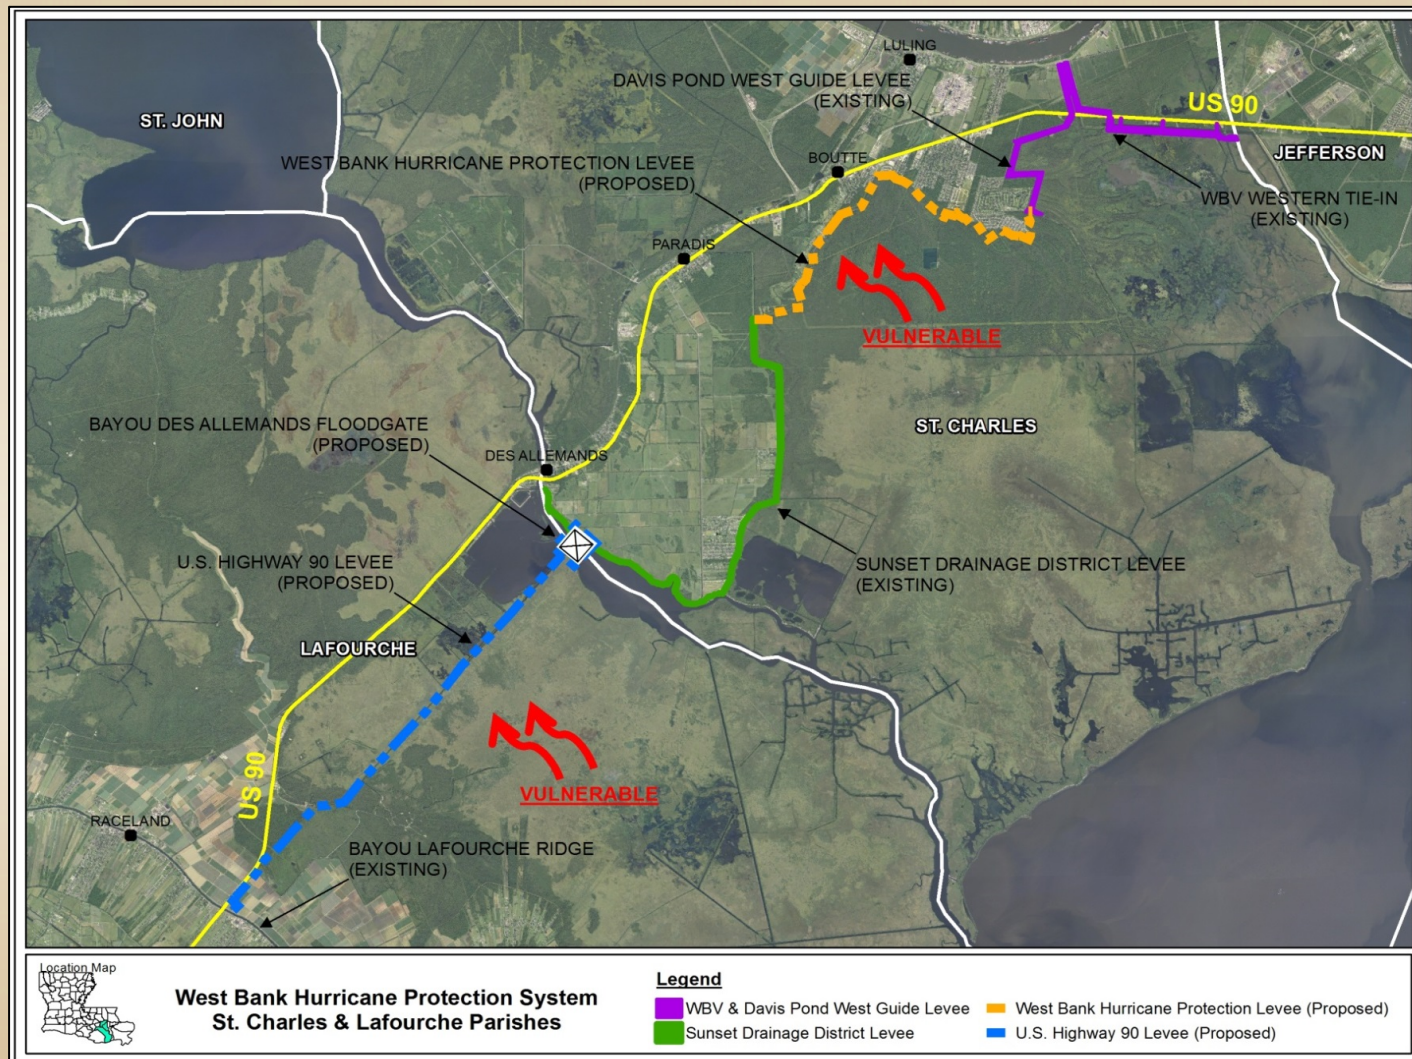 LULING
DAVIS POND WEST GUIDE LEVEE
(EXISTING)
US 90
ST. JOHN
JEFFERSON
BOUTTE
WEST BANK HURRICANE PROTECTION LEVEE
(PROPOSED)
WBV WESTERN TIE-IN
(EXISTING)
PARADIS
VULNERABLE
BAYOU DES ALLEMANDS FLOODGATE
(PROPOSED)
ST. CHARLES
DES ALLEMANDS
U.S. HIGHWAY 90 LEVEE
(PROPOSED)
SUNSET DRAINAGE DISTRICT LEVEE
(EXISTING)
LAFOURCHE
US 90
VULNERABLE
RACELAND
BAYOU LAFOURCHE RIDGE
(EXISTING)
Location Map
West Bank Hurricane Protection System
St. Charles & Lafourche Parishes
Legend
WBV & Davis Pond West Guide Levee
Sunset Drainage District Levee
West Bank Hurricane Protection Levee (Proposed)
U.S. Highway 90 Levee (Proposed)